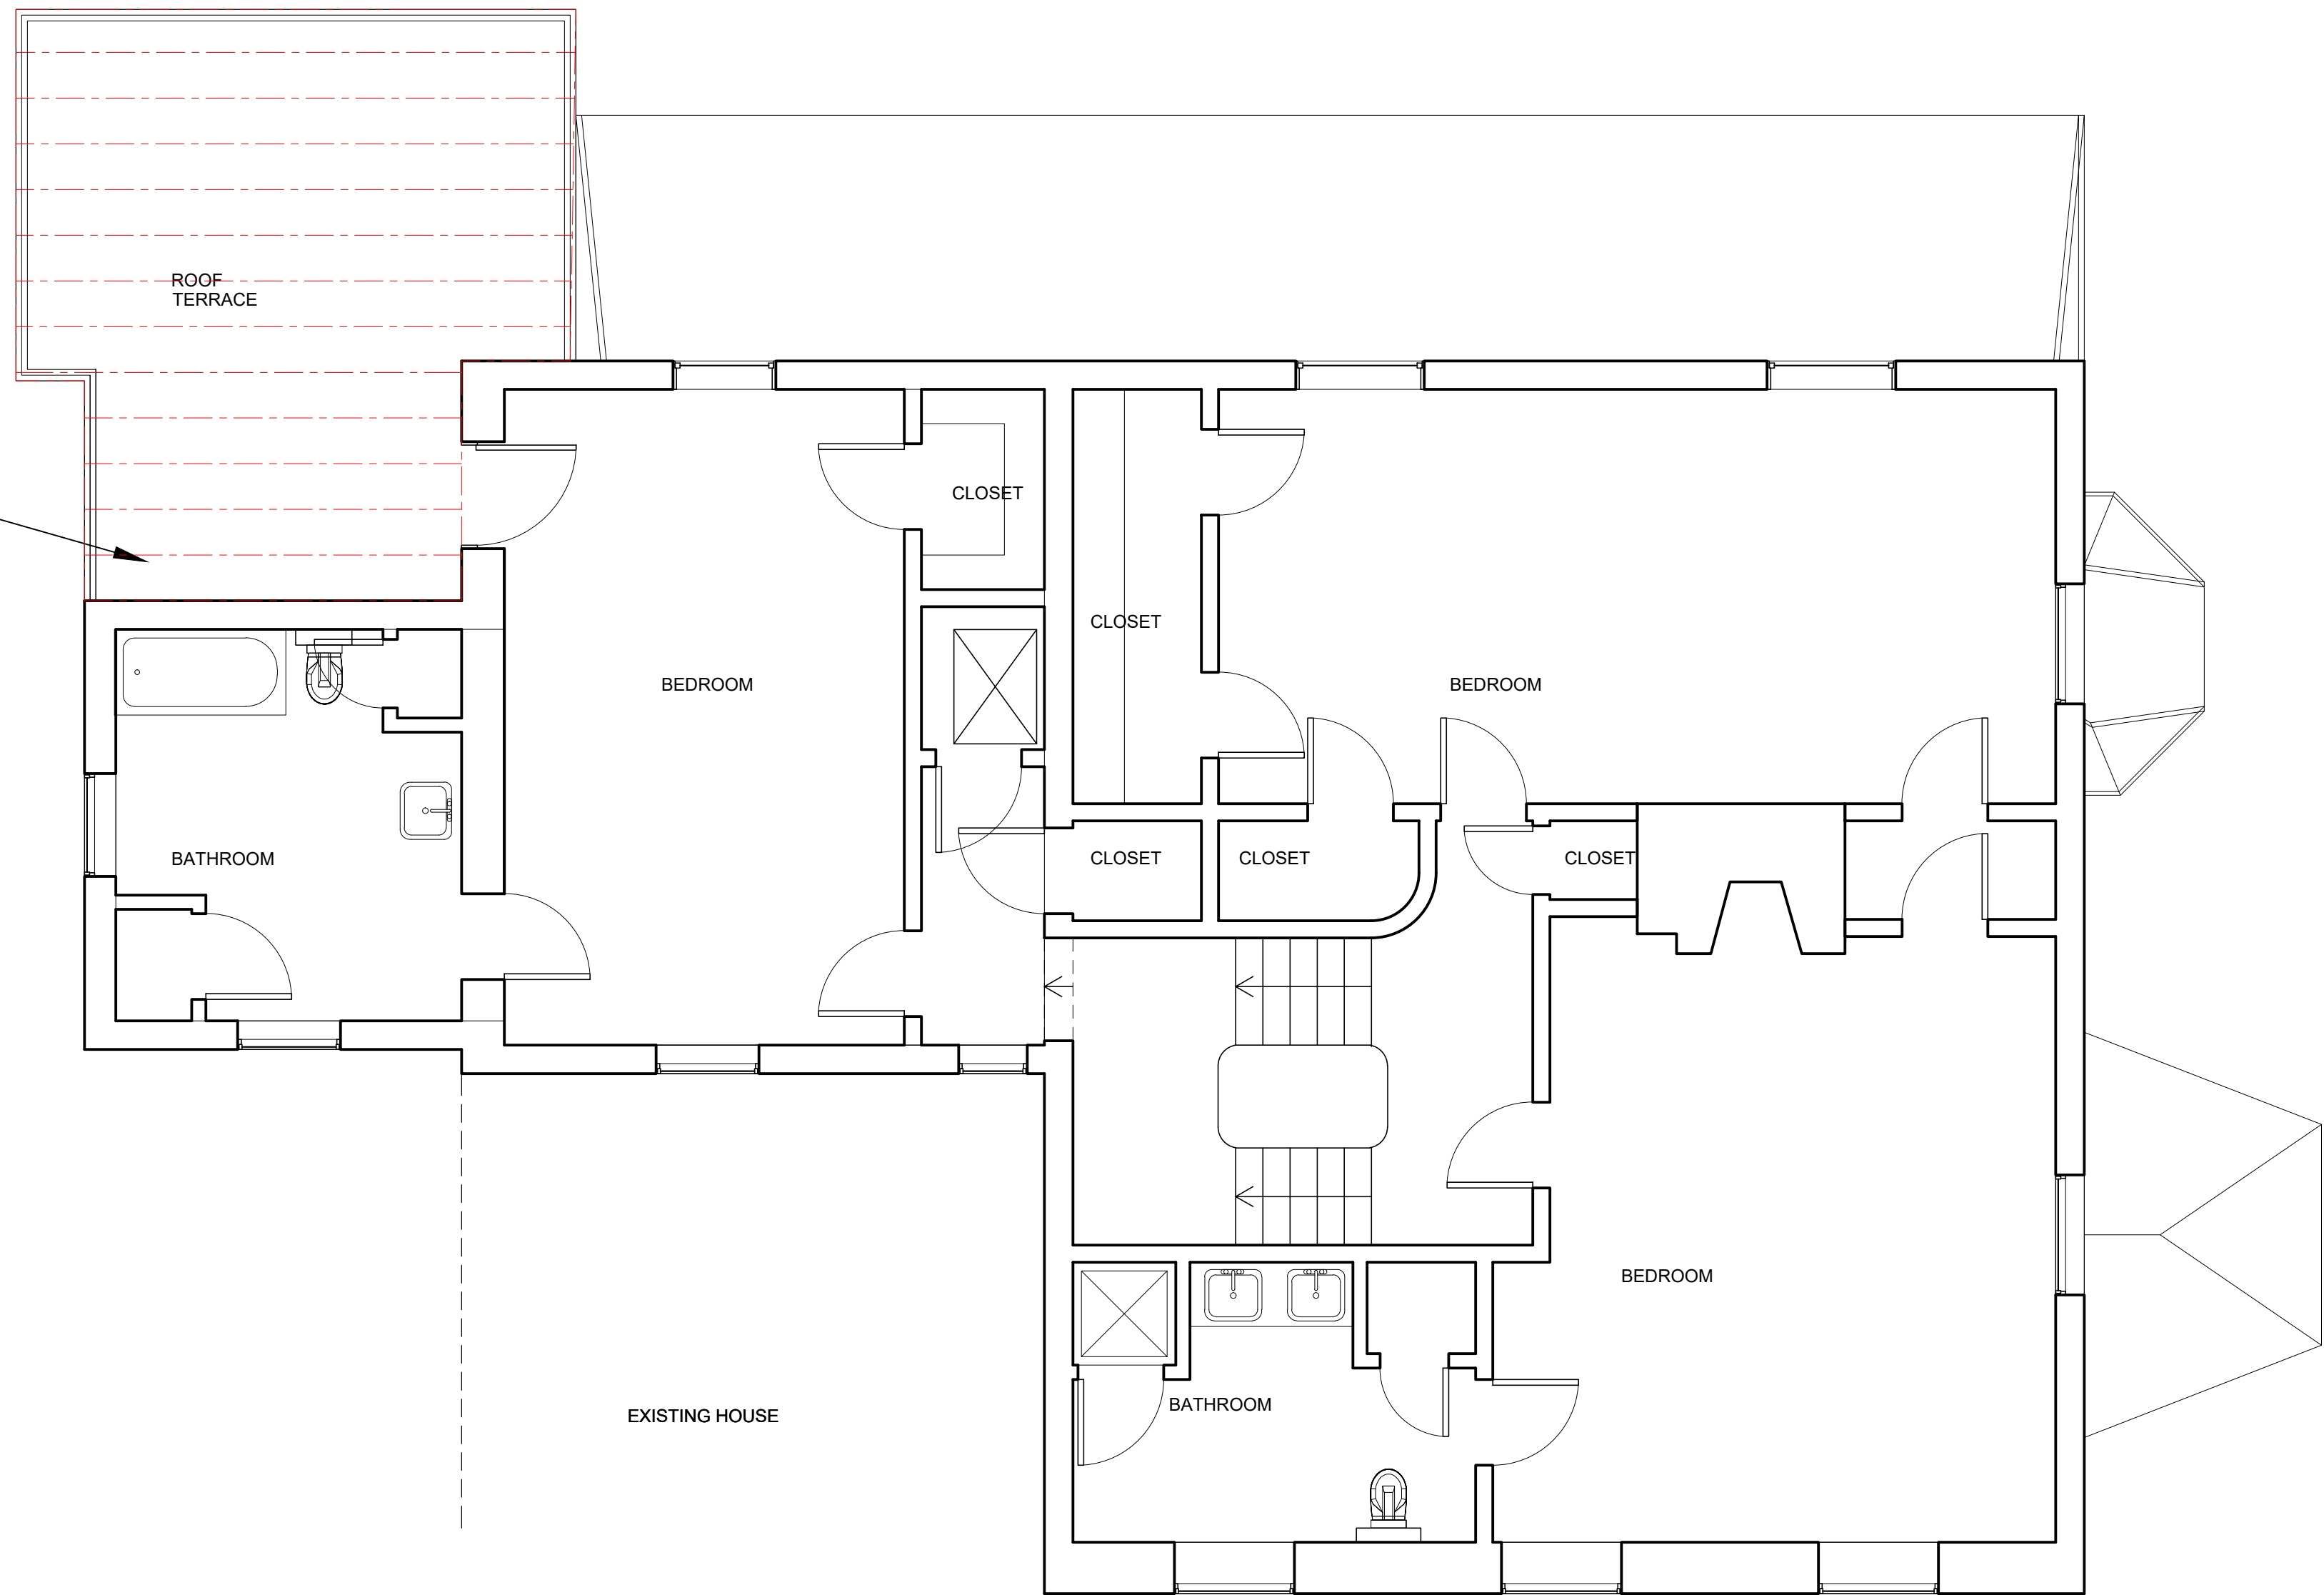 ROOF
TERRACE
CLOSET
CLOSET
BEDROOM
BEDROOM
BATHROOM
CLOSET
CLOSET
CLOSET
BEDROOM
BATHROOM
EXISTING HOUSE